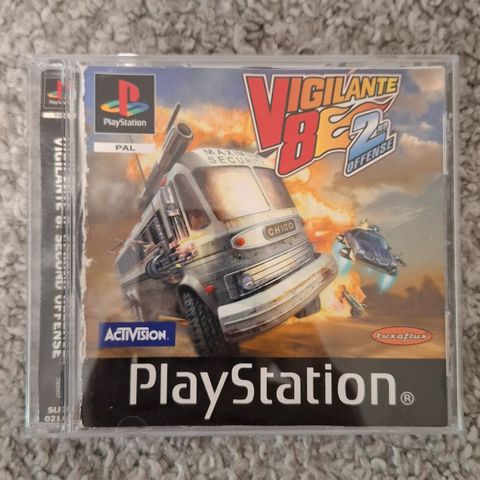 PlayStation
PAL
VIGILANTE
8 2ND
OFFENSE
MAXIMUM
SECURITY
CHICO
ACTIVISION.
Luxoflux
PlayStation®
VIGILANTE 8: SECOND OFFENSE